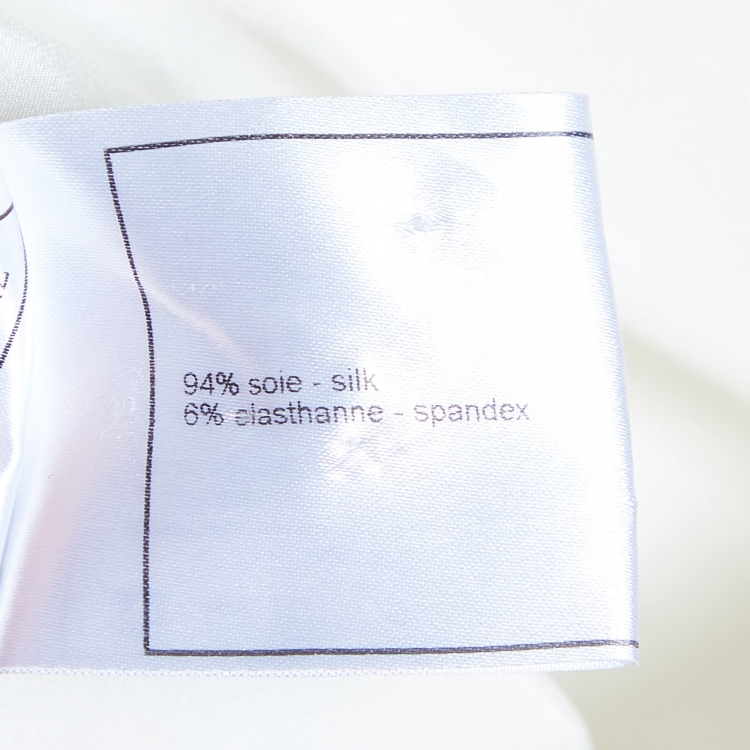 94% soie - silk
6% elasthanne - spandex